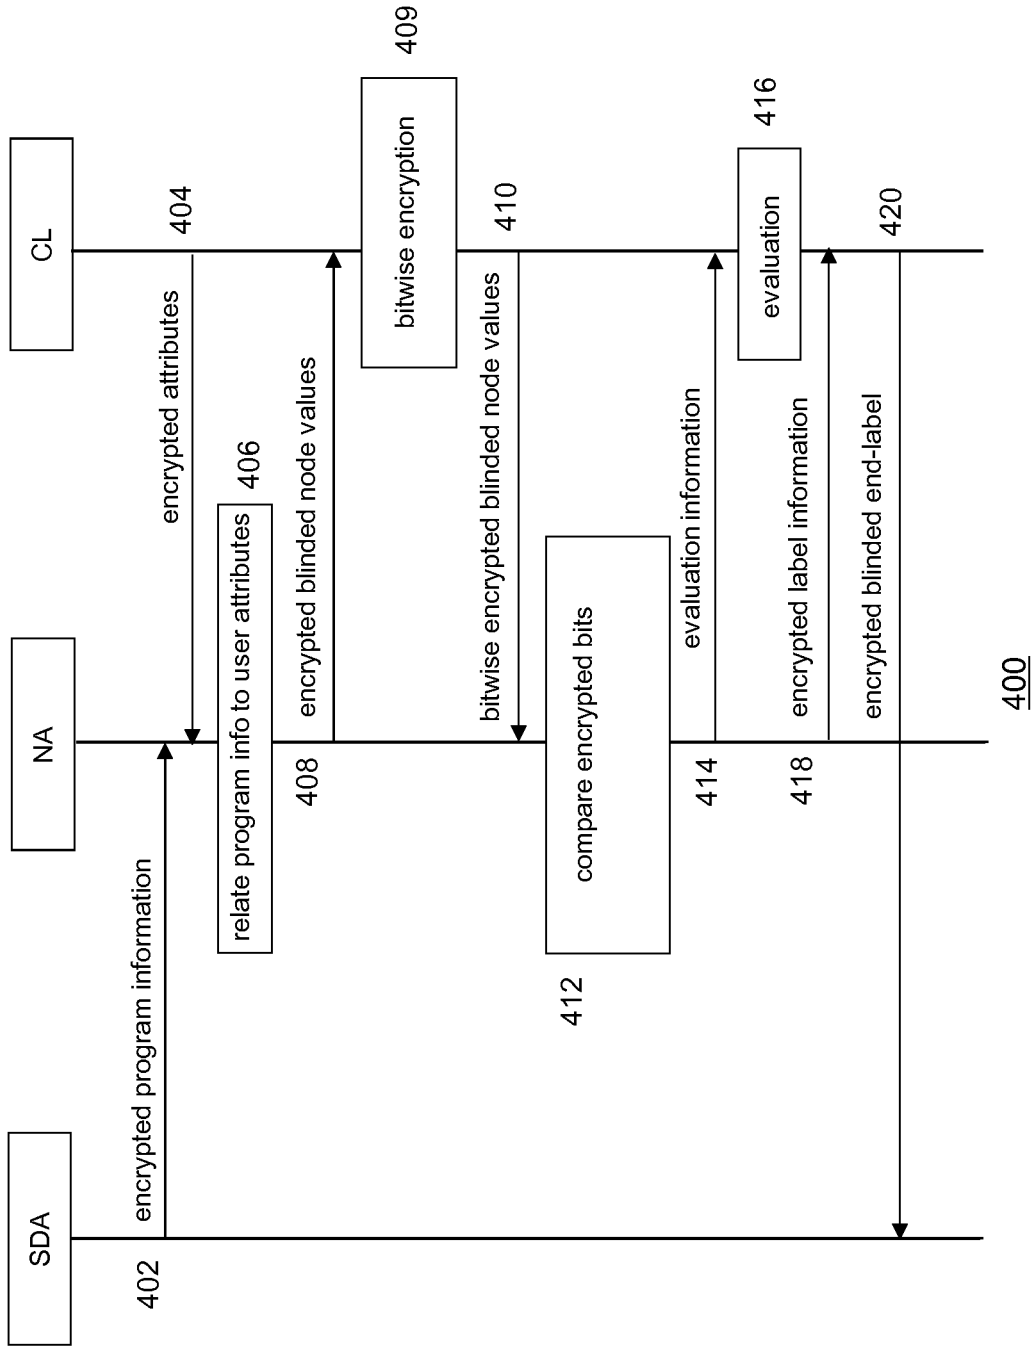 SDA
NA
CL
402
encrypted program information
404
encrypted attributes
relate program info to user attributes
406
408
encrypted blinded node values
bitwise encryption
409
410
bitwise encrypted blinded node values
compare encrypted bits
412
414
evaluation information
evaluation
416
418
encrypted label information
420
encrypted blinded end-label
400